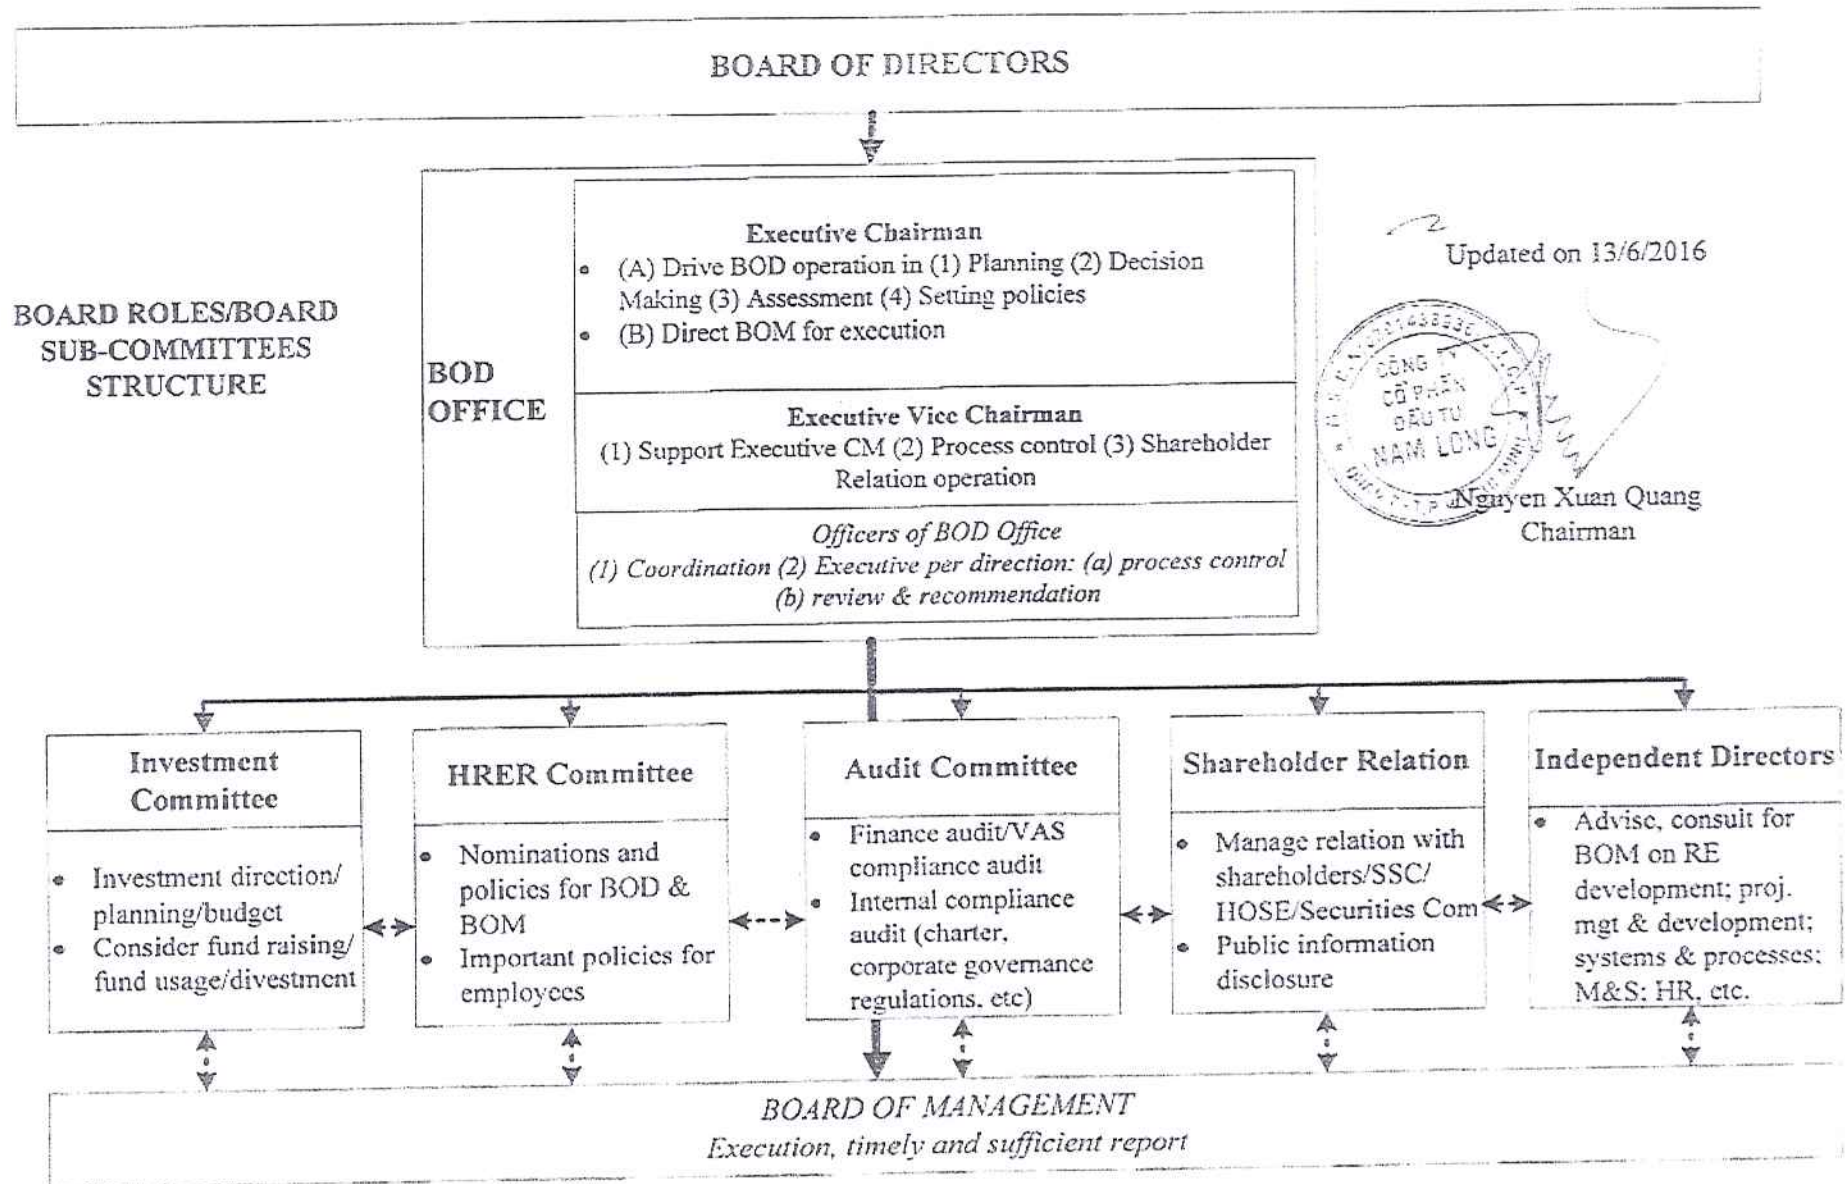 BOARD OF DIRECTORS
BOARD ROLES/BOARD
SUB-COMMITTEES
STRUCTURE
BOD
OFFICE
Executive Chairman
• (A) Drive BOD operation in (1) Planning (2) Decision
Making (3) Assessment (4) Setting policies
• (B) Direct BOM for execution
Executive Vice Chairman
(1) Support Executive CM (2) Process control (3) Shareholder
Relation operation
Officers of BOD Office
(1) Coordination (2) Executive per direction: (a) process control
(b) review & recommendation
Updated on 13/6/2016
CÔNG TY
CỔ PHẦN
ĐẦU TƯ
NAM LONG
Nguyen Xuan Quang
Chairman
Investment
Committee
• Investment direction/
planning/budget
• Consider fund raising/
fund usage/divestment
HRER Committee
• Nominations and
policies for BOD &
BOM
• Important policies for
employees
Audit Committee
• Finance audit/VAS
compliance audit
• Internal compliance
audit (charter,
corporate governance
regulations, etc)
Shareholder Relation
• Manage relation with
shareholders/SSC/
HOSE/Securities Com
• Public information
disclosure
Independent Directors
• Advise, consult for
BOM on RE
development; proj.
mgt & development;
systems & processes;
M&S; HR, etc.
BOARD OF MANAGEMENT
Execution, timely and sufficient report